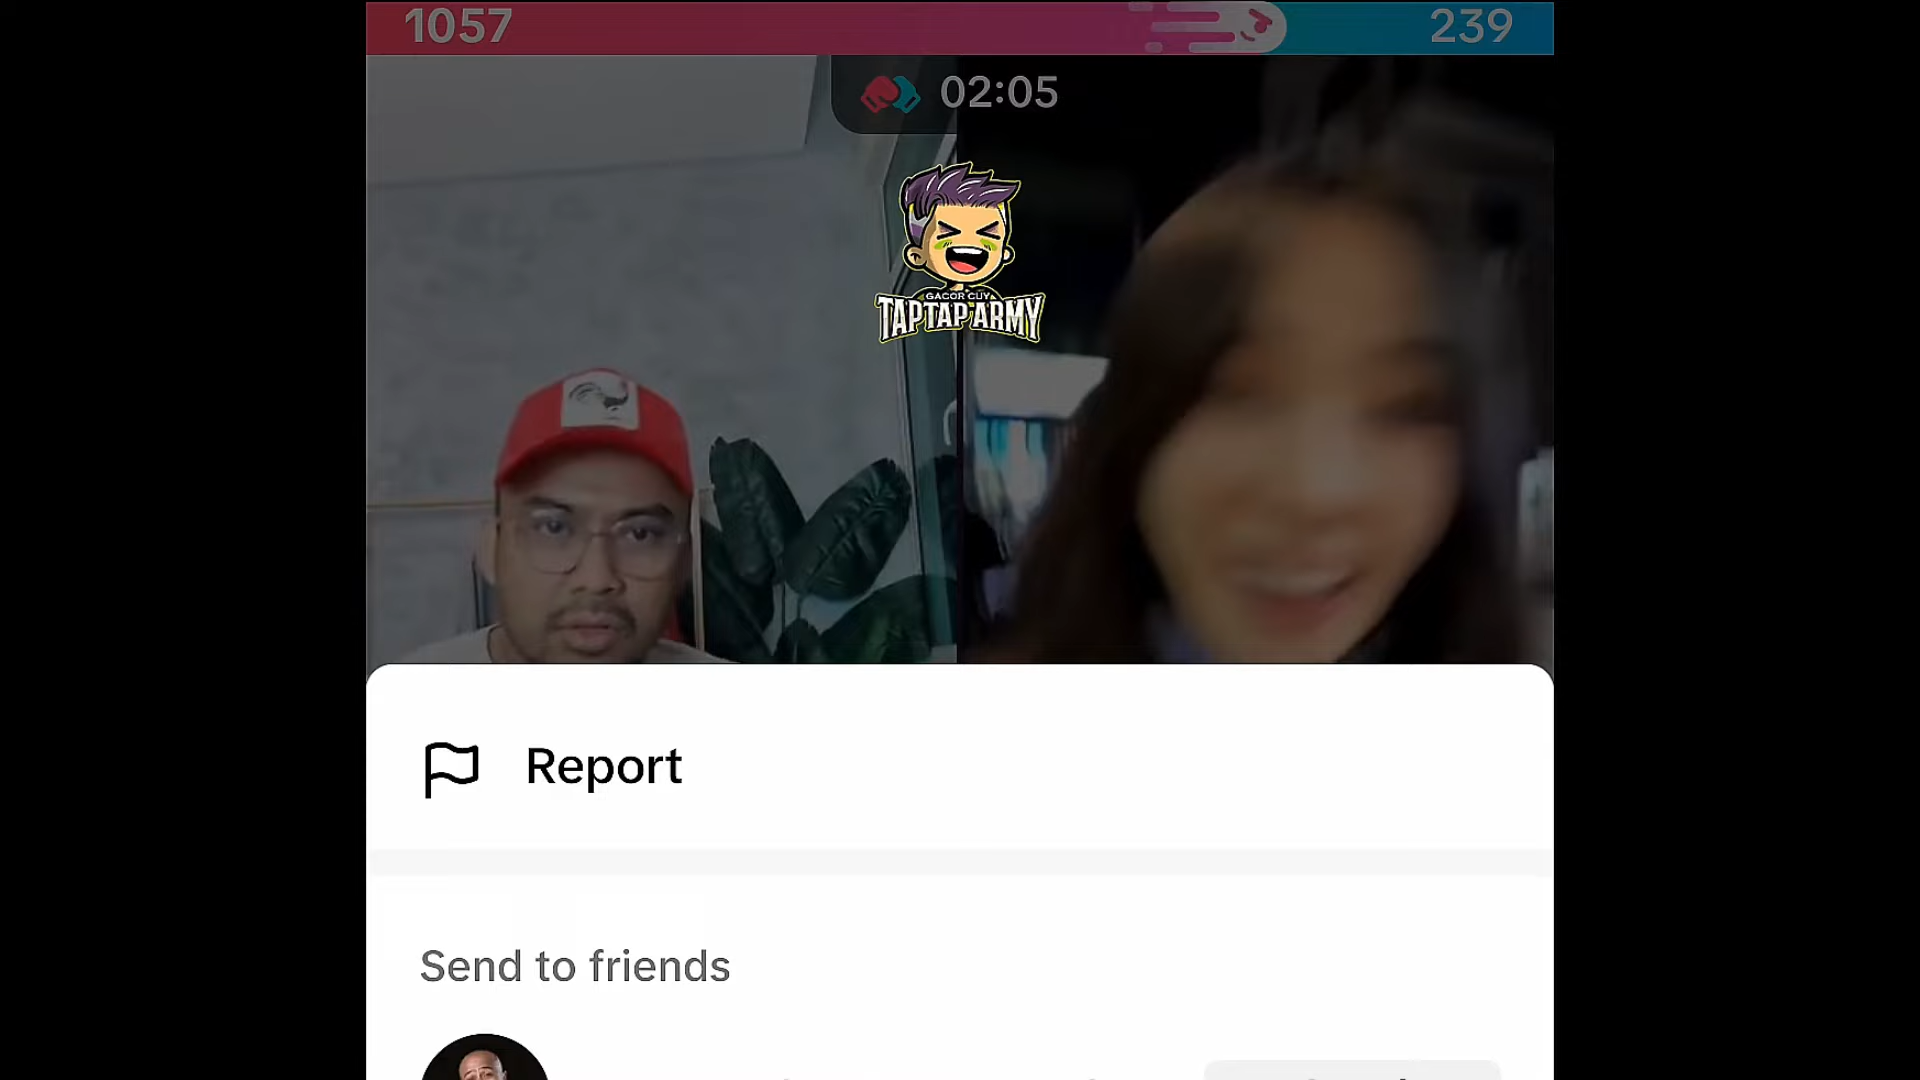 1057
239
02:05
GACOR CUY
TAPTAP ARMY
Report
Send to friends